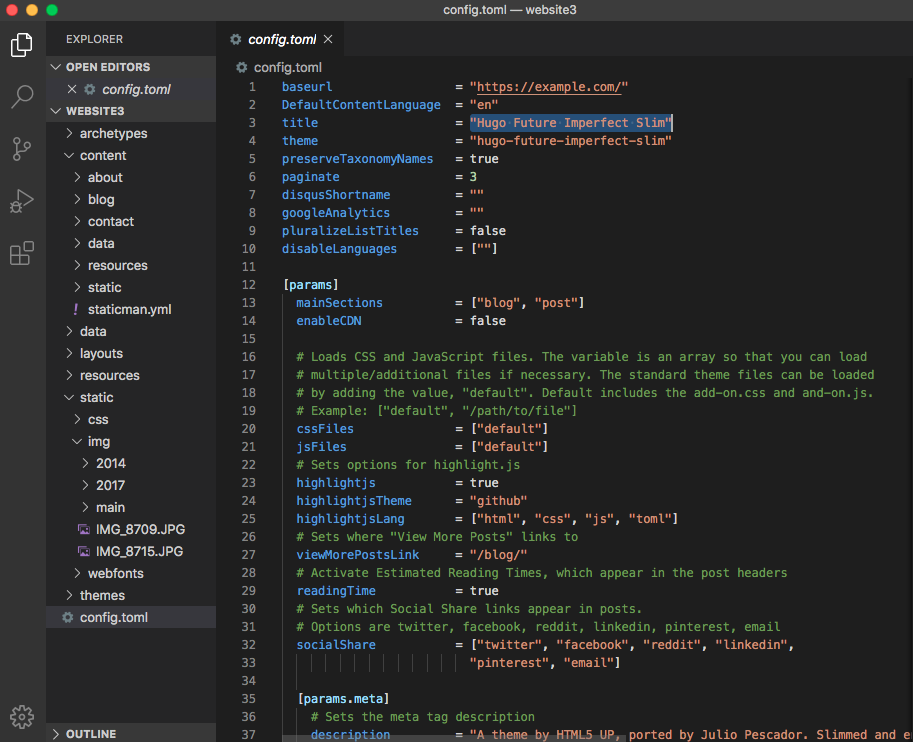 config.toml — website3
EXPLORER
OPEN EDITORS
config.toml
WEBSITE3
archetypes
content
about
blog
contact
data
resources
static
staticman.yml
data
layouts
resources
static
css
img
2014
2017
main
IMG_8709.JPG
IMG_8715.JPG
webfonts
themes
config.toml
OUTLINE
config.toml
config.toml
1 baseurl = "https://example.com/"
2 DefaultContentLanguage = "en"
3 title = "Hugo Future Imperfect Slim"
4 theme = "hugo-future-imperfect-slim"
5 preserveTaxonomyNames = true
6 paginate = 3
7 disqusShortname = ""
8 googleAnalytics = ""
9 pluralizeListTitles = false
10 disableLanguages = [""]
11
12 [params]
13 mainSections = ["blog", "post"]
14 enableCDN = false
15
16 # Loads CSS and JavaScript files. The variable is an array so that you can load
17 # multiple/additional files if necessary. The standard theme files can be loaded
18 # by adding the value, "default". Default includes the add-on.css and and-on.js.
19 # Example: ["default", "/path/to/file"]
20 cssFiles = ["default"]
21 jsFiles = ["default"]
22 # Sets options for highlight.js
23 highlightjs = true
24 highlightjsTheme = "github"
25 highlightjsLang = ["html", "css", "js", "toml"]
26 # Sets where "View More Posts" links to
27 viewMorePostsLink = "/blog/"
28 # Activate Estimated Reading Times, which appear in the post headers
29 readingTime = true
30 # Sets which Social Share links appear in posts.
31 # Options are twitter, facebook, reddit, linkedin, pinterest, email
32 socialShare = ["twitter", "facebook", "reddit", "linkedin",
33 "pinterest", "email"]
34
35 [params.meta]
36 # Sets the meta tag description
37 description = "A theme by HTML5 UP, ported by Julio Pescador. Slimmed and